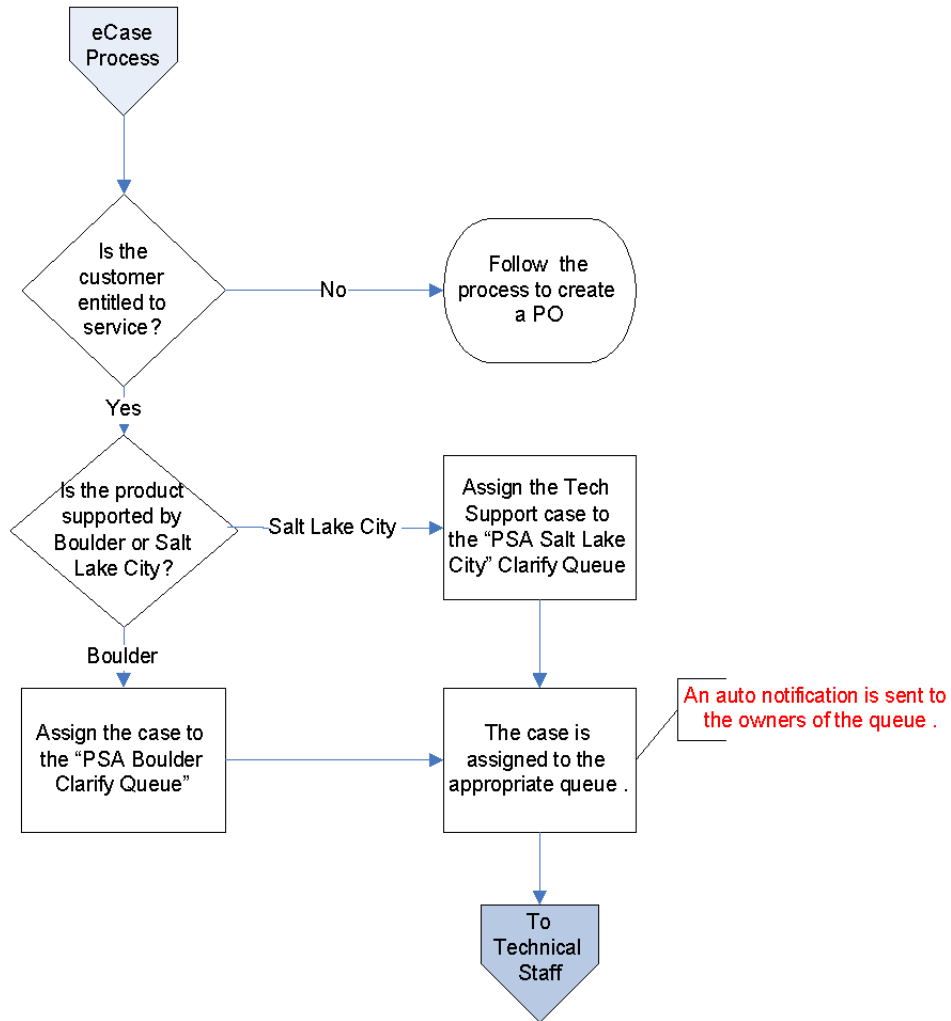 eCase
Process
Is the
customer
entitled to
service?
No
Follow the
process to create
a PO
Yes
Is the product
supported by
Boulder or Salt
Lake City?
Salt Lake City
Assign the Tech
Support case to
the “PSA Salt Lake
City” Clarify Queue
Boulder
Assign the case to
the “PSA Boulder
Clarify Queue”
The case is
assigned to the
appropriate queue .
An auto notification is sent to
the owners of the queue .
To
Technical
Staff